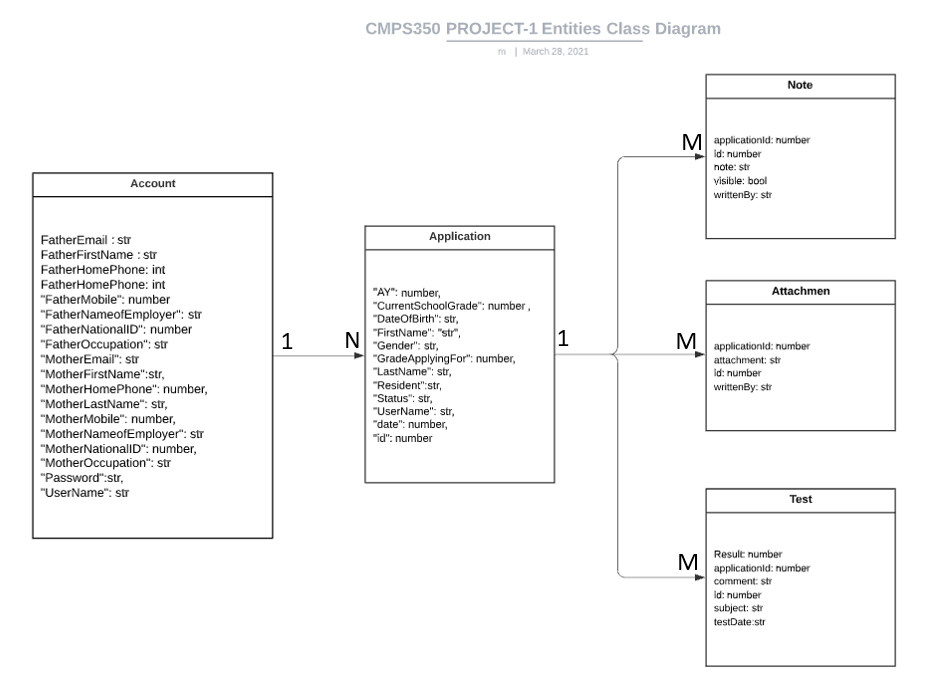 CMPS350 PROJECT-1 Entities Class Diagram
m | March 28, 2021
Account
FatherEmail : str
FatherFirstName : str
FatherHomePhone: int
FatherHomePhone: int
"FatherMobile": number
"FatherNameofEmployer": str
"FatherNationalID": number
"FatherOccupation": str
"MotherEmail": str
"MotherFirstName":str,
"MotherHomePhone": number,
"MotherLastName": str,
"MotherMobile": number,
"MotherNameofEmployer": str
"MotherNationalID": number,
"MotherOccupation": str
"Password":str,
"UserName": str
1
N
Application
"AY": number,
"CurrentSchoolGrade": number ,
"DateOfBirth": str,
"FirstName": "str",
"Gender": str,
"GradeApplyingFor": number,
"LastName": str,
"Resident":str,
"Status": str,
"UserName": str,
"date": number,
"id": number
1
M
Note
applicationId: number
id: number
note: str
visible: bool
writtenBy: str
M
Attachmen
applicationId: number
attachment: str
id: number
writtenBy: str
M
Test
Result: number
applicationId: number
comment: str
id: number
subject: str
testDate:str